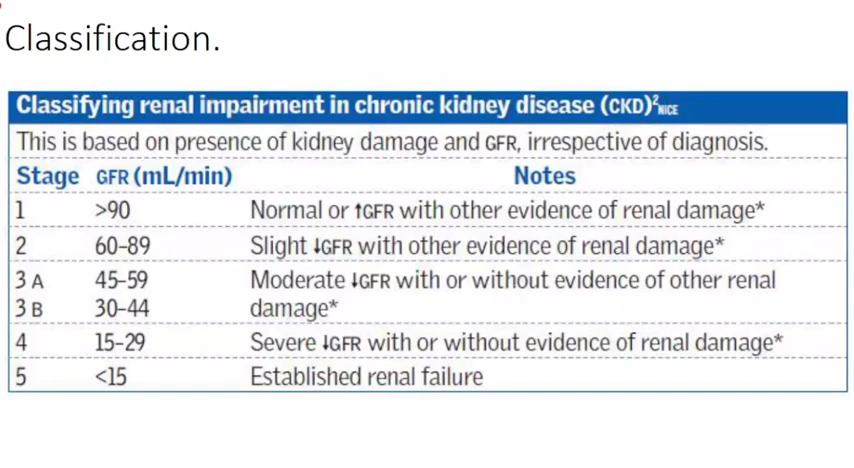 Classification.
Classifying renal impairment in chronic kidney disease (CKD)²NICE
This is based on presence of kidney damage and GFR, irrespective of diagnosis.
Stage GFR (mL/min) Notes
1 >90 Normal or ↑GFR with other evidence of renal damage*
2 60–89 Slight ↓GFR with other evidence of renal damage*
3 A 45–59 Moderate ↓GFR with or without evidence of other renal
3 B 30–44 damage*
4 15–29 Severe ↓GFR with or without evidence of renal damage*
5 <15 Established renal failure